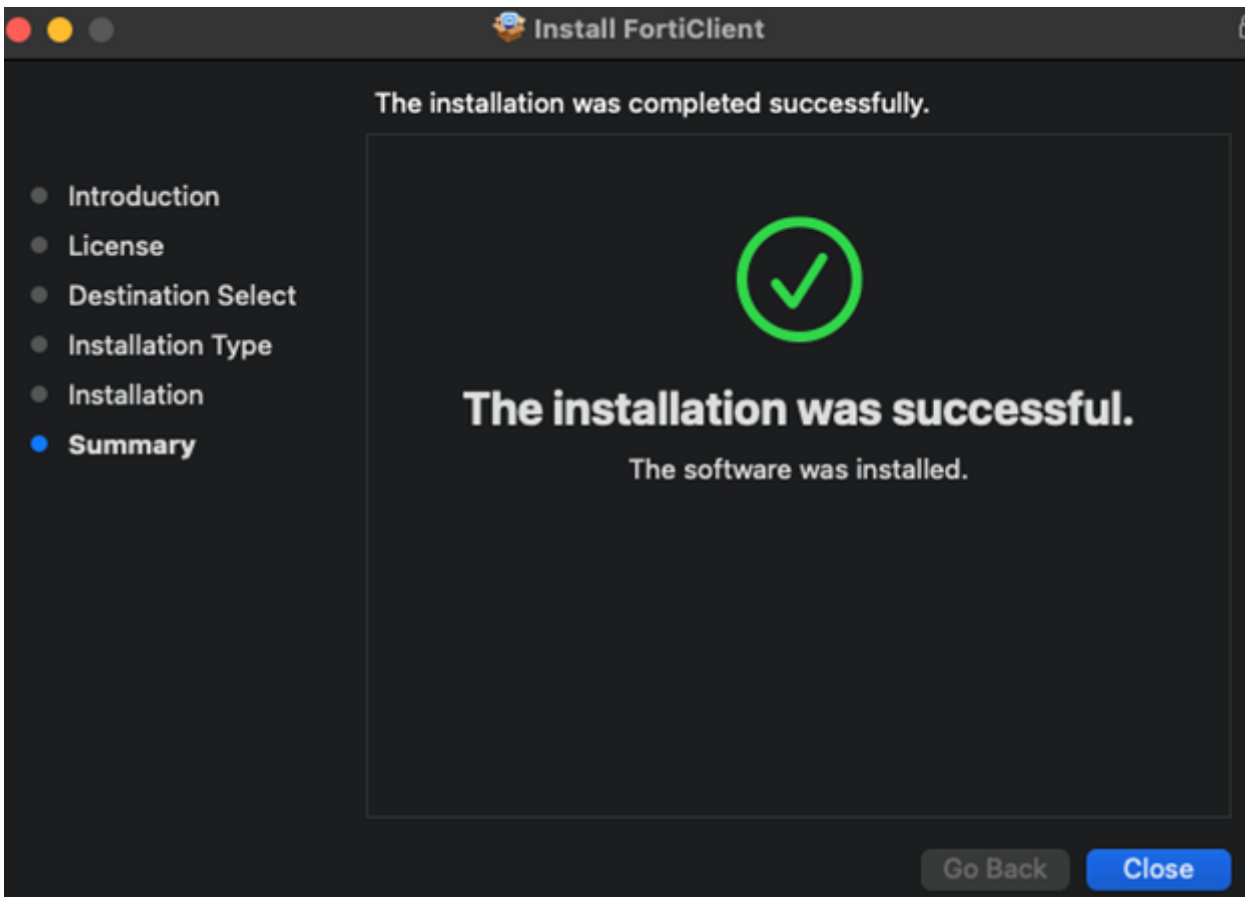 Install FortiClient
The installation was completed successfully.
Introduction
License
Destination Select
Installation Type
Installation
Summary
The installation was successful.
The software was installed.
Go Back
Close